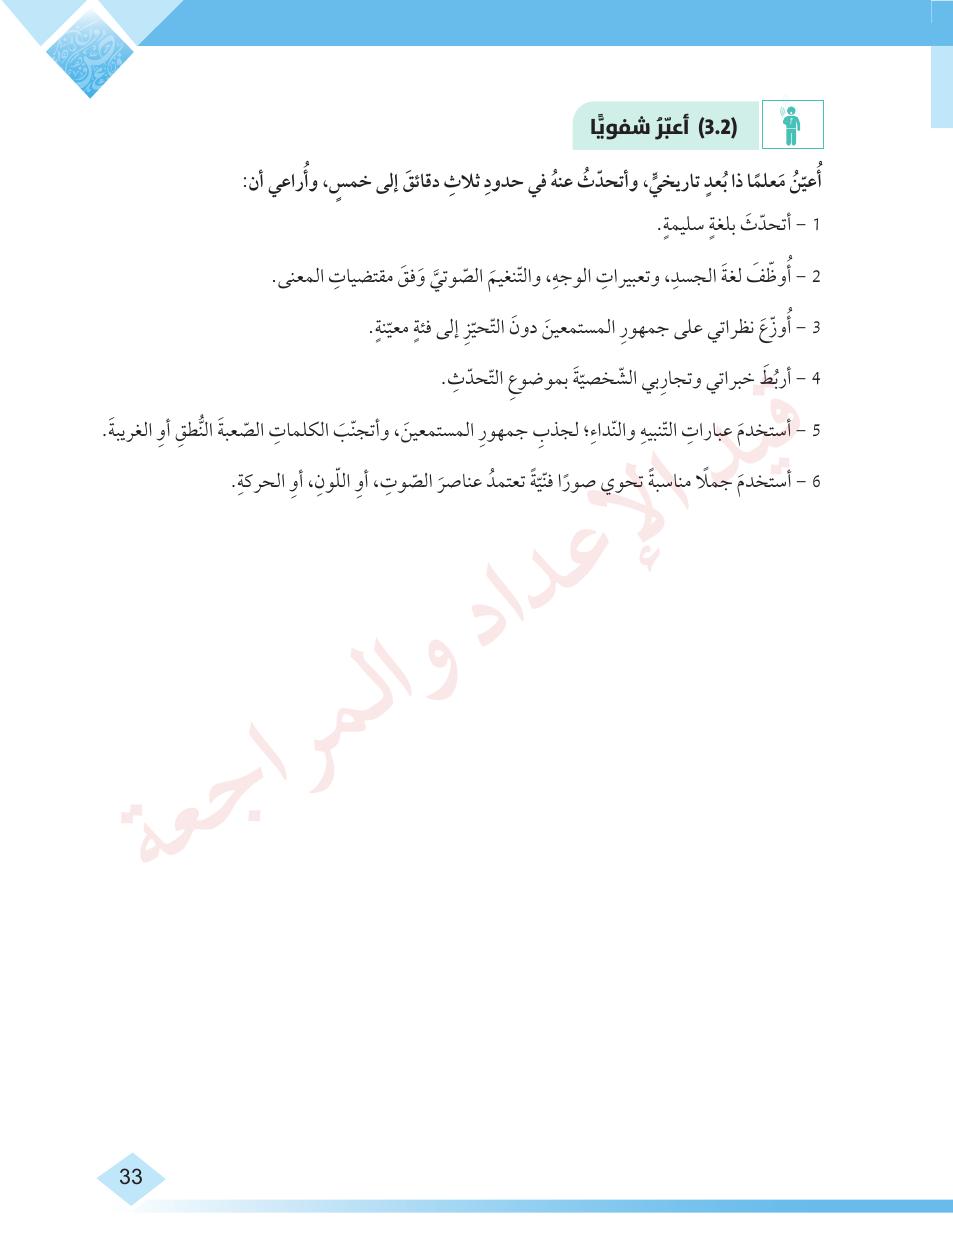 (3.2) أعبّرُ شفويًّا
أُعيّنُ مَعلمًا ذا بُعدٍ تاريخيٍّ، وأتحدّثُ عنهُ في حدودِ ثلاثِ دقائقَ إلى خمسٍ، وأُراعي أن:
1 – أتحدّثَ بلغةٍ سليمةٍ.
2 – أُوظّفَ لغةَ الجسدِ، وتعبيراتِ الوجهِ، والتّنغيمَ الصّوتيَّ وَفقَ مقتضياتِ المعنى.
3 – أُوزّعَ نظراتي على جمهورِ المستمعينَ دونَ التّحيّزِ إلى فئةٍ معيّنةٍ.
4 – أربُطَ خبراتي وتجارِبي الشّخصيّةَ بموضوعِ التّحدّثِ.
5 – أستخدمَ عباراتِ التّنبيهِ والنّداءِ؛ لجذبِ جمهورِ المستمعينَ، وأتجنّبَ الكلماتِ الصّعبةَ النُّطقِ أوِ الغريبةَ.
6 – أستخدمَ جملًا مناسبةً تحوي صورًا فنّيّةً تعتمدُ عناصرَ الصّوتِ، أوِ اللّونِ، أوِ الحركةِ.
قيد الإعداد والمراجعة
33